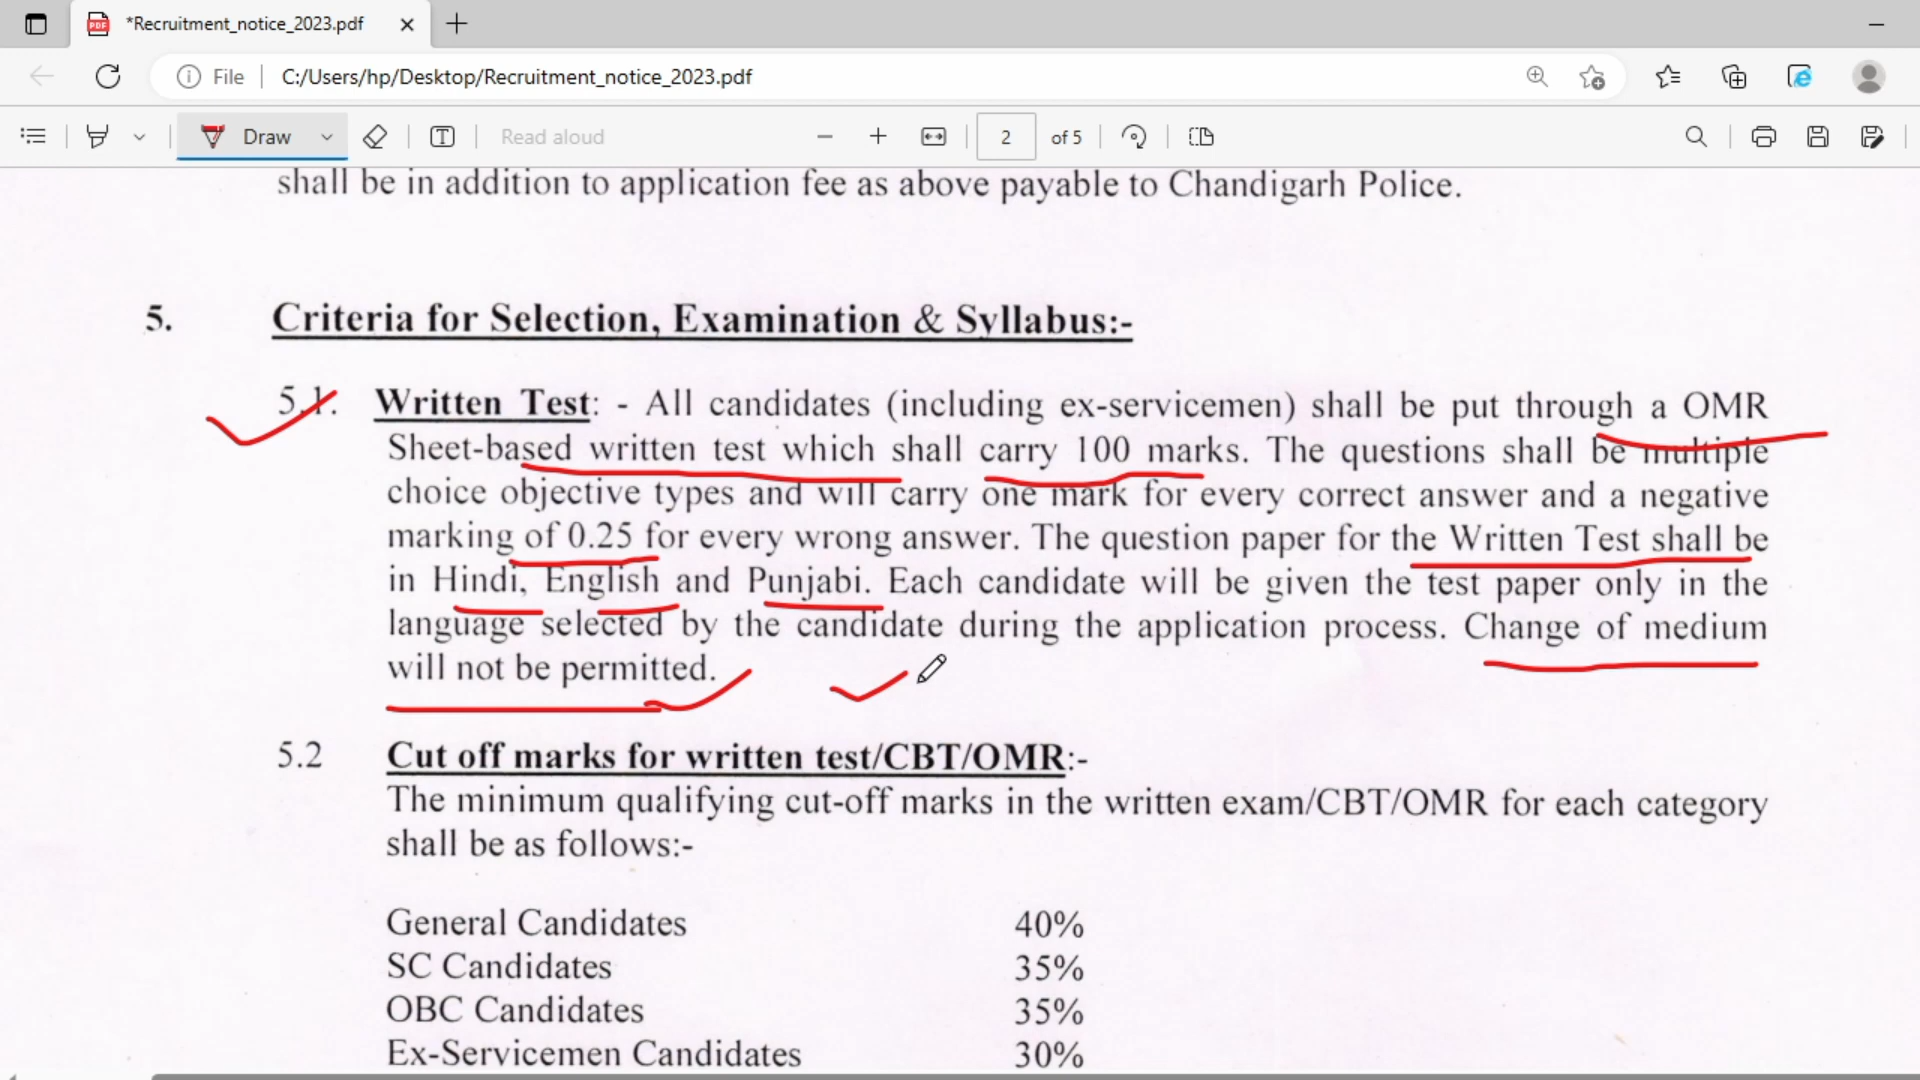 *Recruitment_notice_2023.pdf
File C:/Users/hp/Desktop/Recruitment_notice_2023.pdf
Draw Read aloud 2 of 5
shall be in addition to application fee as above payable to Chandigarh Police.
5. Criteria for Selection, Examination & Syllabus:-
5.1. Written Test: - All candidates (including ex-servicemen) shall be put through a OMR
Sheet-based written test which shall carry 100 marks. The questions shall be multiple
choice objective types and will carry one mark for every correct answer and a negative
marking of 0.25 for every wrong answer. The question paper for the Written Test shall be
in Hindi, English and Punjabi. Each candidate will be given the test paper only in the
language selected by the candidate during the application process. Change of medium
will not be permitted.
5.2 Cut off marks for written test/CBT/OMR:-
The minimum qualifying cut-off marks in the written exam/CBT/OMR for each category
shall be as follows:-
General Candidates 40%
SC Candidates 35%
OBC Candidates 35%
Ex-Servicemen Candidates 30%